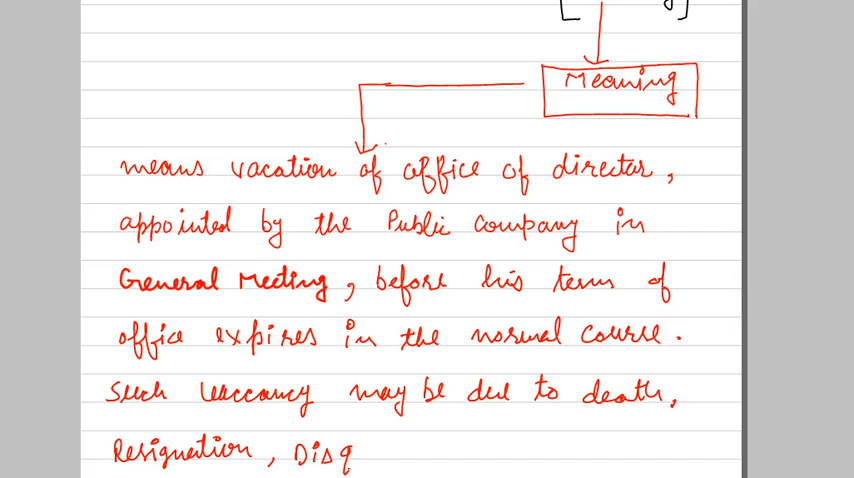 Meaning
means vacation of office of director,
appointed by the Public company in
General Meeting, before his term of
office expires in the normal course.
Such vaccancy may be due to death,
Resignation, Disq